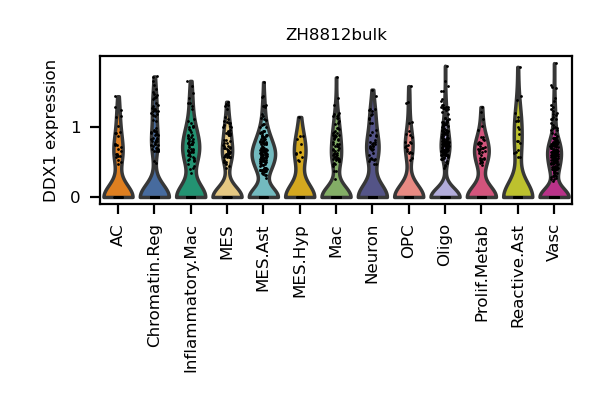 ZH8812bulk
DDX1 expression
1
0
AC
Chromatin.Reg
Inflammatory.Mac
MES
MES.Ast
MES.Hyp
Mac
Neuron
OPC
Oligo
Prolif.Metab
Reactive.Ast
Vasc